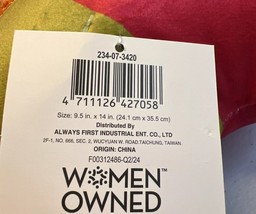 234-07-3420
4 711126 427058
Size: 9.5 in. x 14 in. (24.1 cm x 35.5 cm)
Distributed By
ALWAYS FIRST INDUSTRIAL ENT. CO., LTD
2F-1, NO. 666, SEC. 2, WUCYUAN W. ROAD.TAICHUNG, TAIWAN.
ORIGIN: CHINA
F00312486-Q2/24
WOMEN™
OWNED